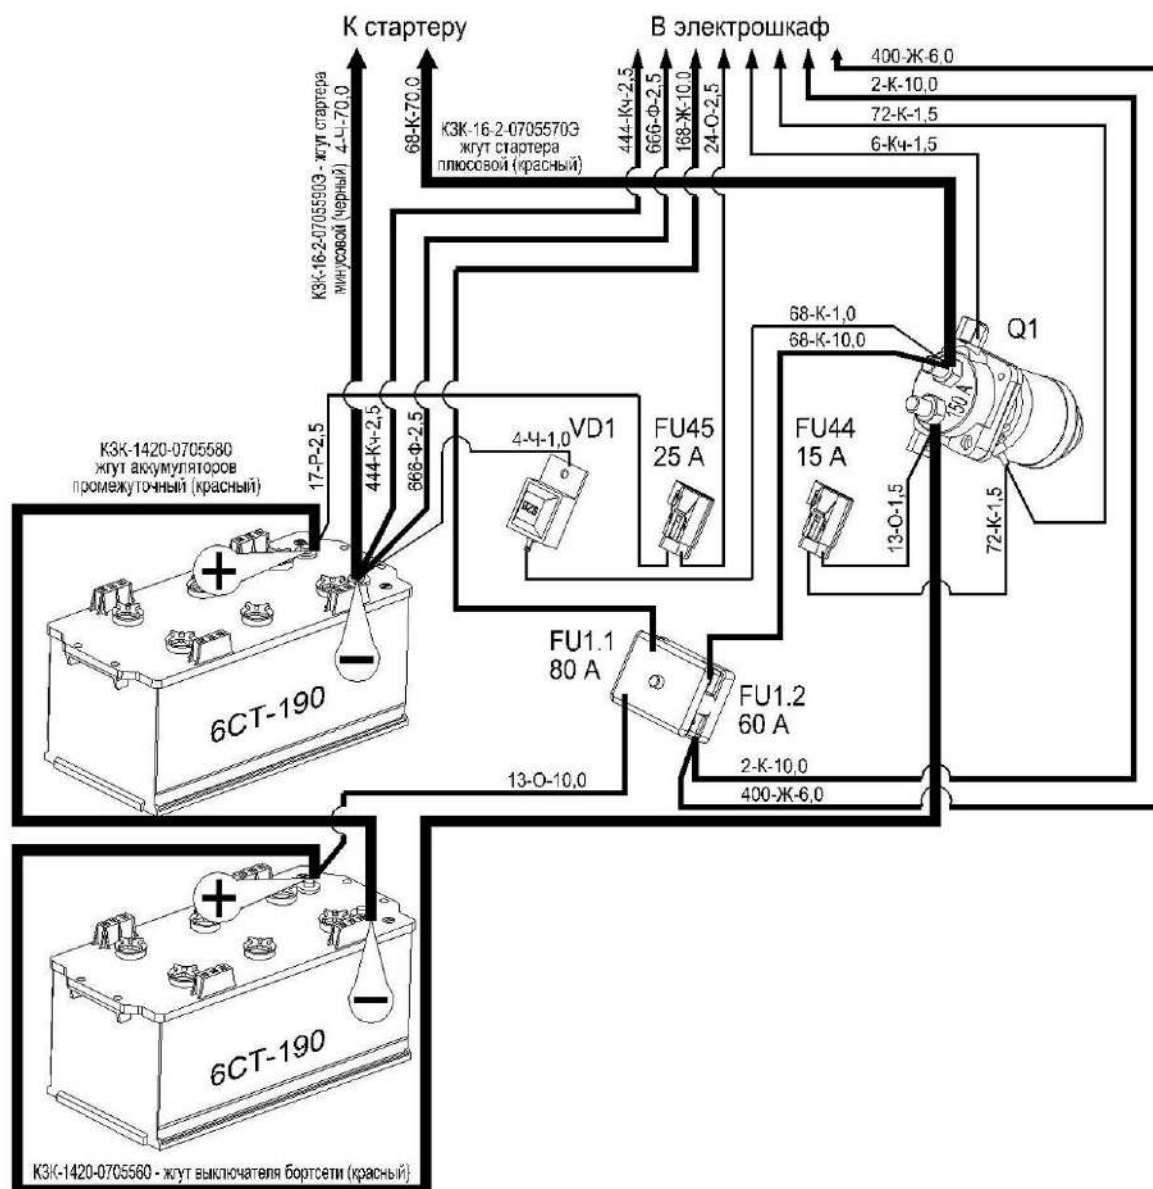 К стартеру
В электрошкаф
КЗК-16-2-0705590Э - жгут стартера
минусовой (черный) 4-Ч-70,0
68-К-70,0
КЗК-16-2-0705570Э
жгут стартера
плюсовой (красный)
444-Кч-2,5
666-Ф-2,5
168-Ж-10,0
24-О-2,5
400-Ж-6,0
2-К-10,0
72-К-1,5
6-Кч-1,5
68-К-1,0
68-К-10,0
Q1
150 А
КЗК-1420-0705580
жгут аккумуляторов
промежуточный (красный)
17-Р-2,5
444-Кч-2,5
666-Ф-2,5
4-Ч-1,0
VD1
FU45
25 А
FU44
15 А
13-О-1,5
72-К-1,5
+
−
6СТ-190
FU1.1
80 А
FU1.2
60 А
13-О-10,0
2-К-10,0
400-Ж-6,0
+
−
6СТ-190
КЗК-1420-0705560 - жгут выключателя бортсети (красный)